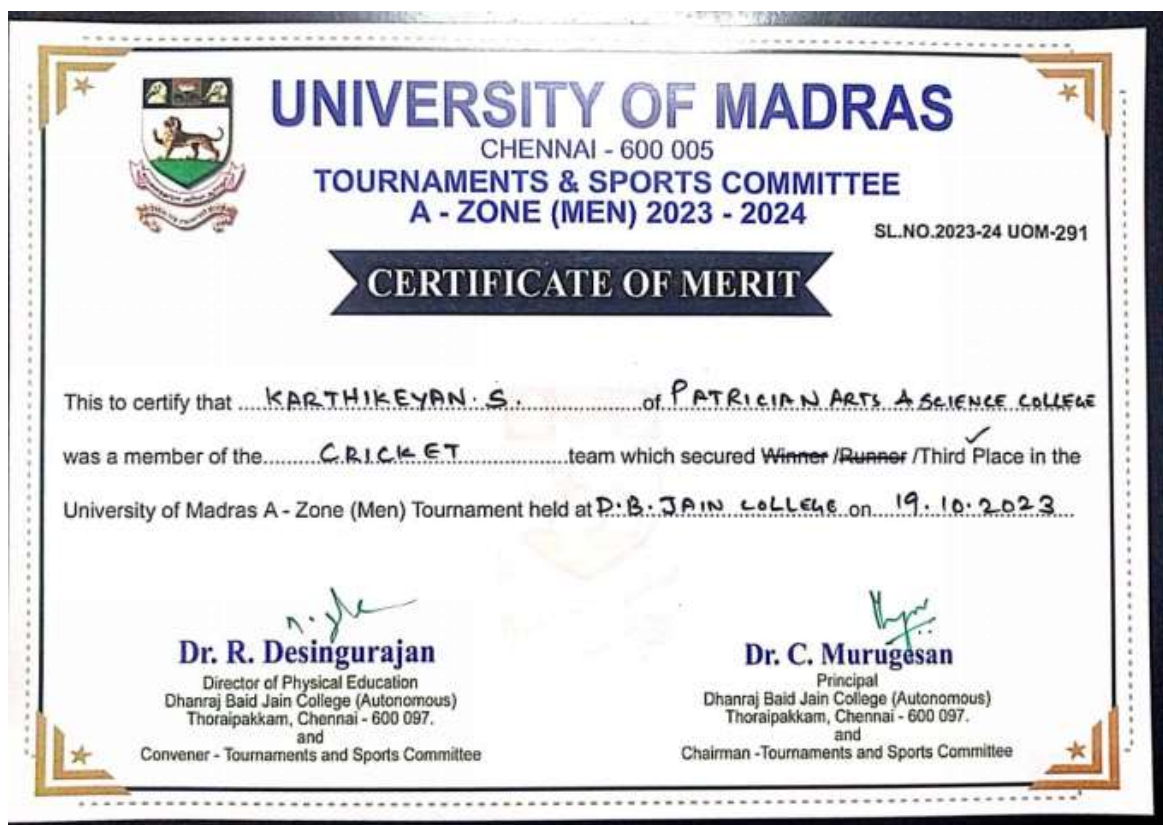 UNIVERSITY OF MADRAS
CHENNAI - 600 005
TOURNAMENTS & SPORTS COMMITTEE
A - ZONE (MEN) 2023 - 2024
SL.NO.2023-24 UOM-291
CERTIFICATE OF MERIT
This to certify that KARTHIKEYAN. S. of PATRICIAN ARTS & SCIENCE COLLEGE
was a member of the CRICKET team which secured Winner /Runner /Third Place in the
University of Madras A - Zone (Men) Tournament held at D.B. JAIN COLLEGE on 19.10.2023
Dr. R. Desingurajan
Director of Physical Education
Dhanraj Baid Jain College (Autonomous)
Thoraipakkam, Chennai - 600 097.
and
Convener - Tournaments and Sports Committee
Dr. C. Murugesan
Principal
Dhanraj Baid Jain College (Autonomous)
Thoraipakkam, Chennai - 600 097.
and
Chairman -Tournaments and Sports Committee